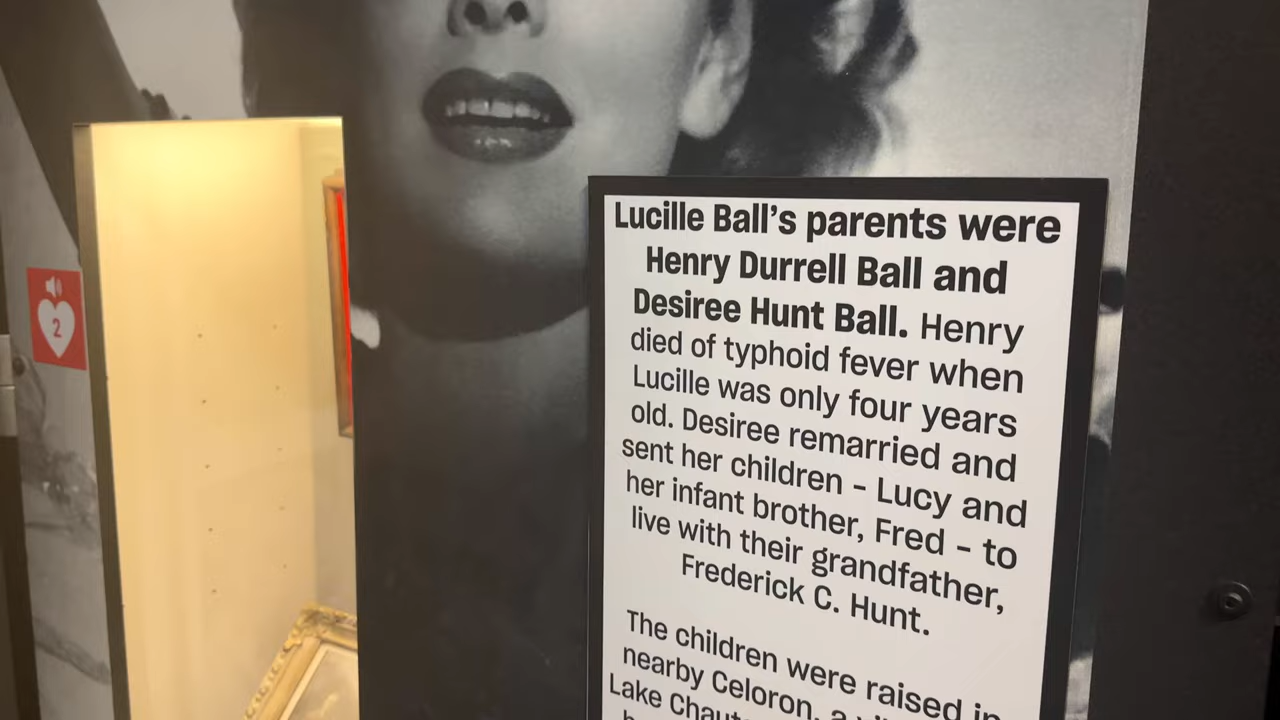 2
Lucille Ball's parents were
Henry Durrell Ball and
Desiree Hunt Ball. Henry
died of typhoid fever when
Lucille was only four years
old. Desiree remarried and
sent her children - Lucy and
her infant brother, Fred - to
live with their grandfather,
Frederick C. Hunt.
The children were raised in
nearby Celoron, a
Lake